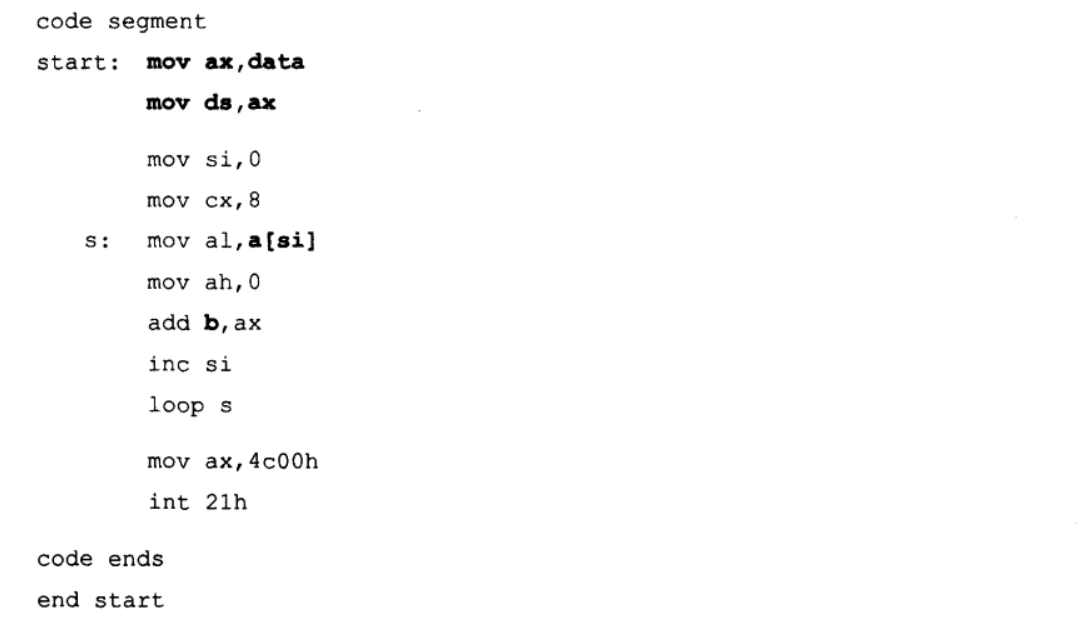 code segment
start: mov ax,data
mov ds,ax
mov si,0
mov cx,8
s: mov al,a[si]
mov ah,0
add b,ax
inc si
loop s
mov ax,4c00h
int 21h
code ends
end start